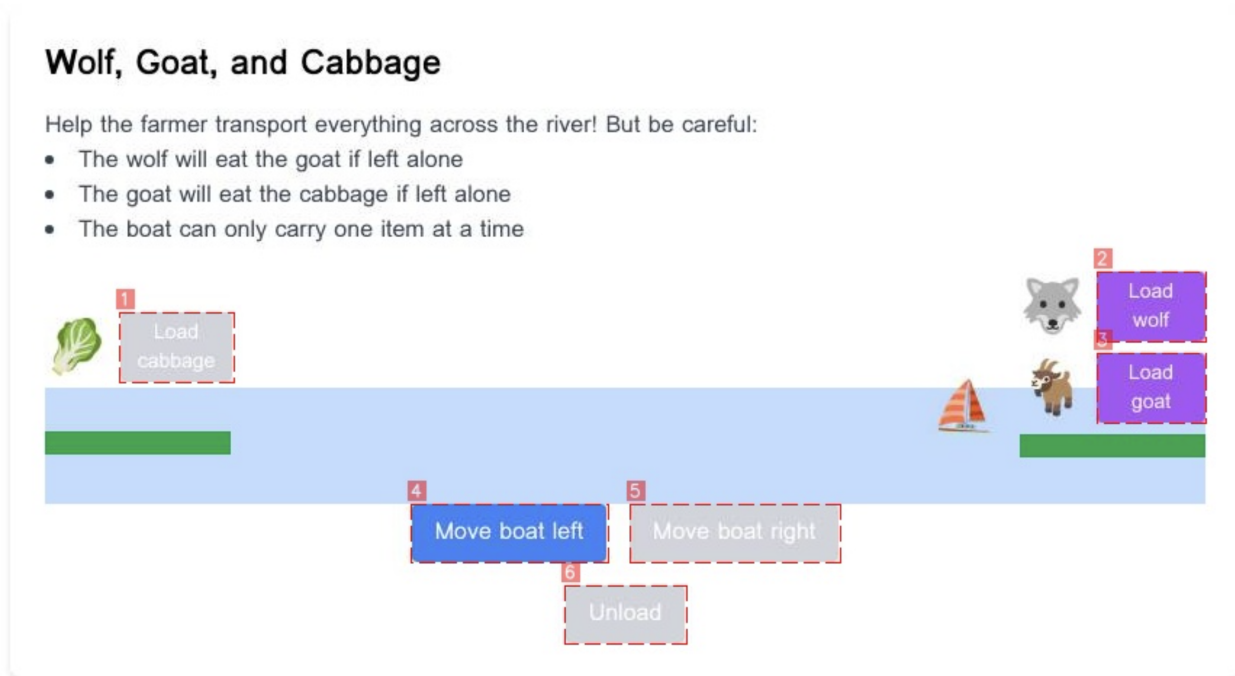 Wolf, Goat, and Cabbage
Help the farmer transport everything across the river! But be careful:
• The wolf will eat the goat if left alone
• The goat will eat the cabbage if left alone
• The boat can only carry one item at a time
1
Load
cabbage
2
Load
wolf
3
Load
goat
4
Move boat left
5
Move boat right
6
Unload